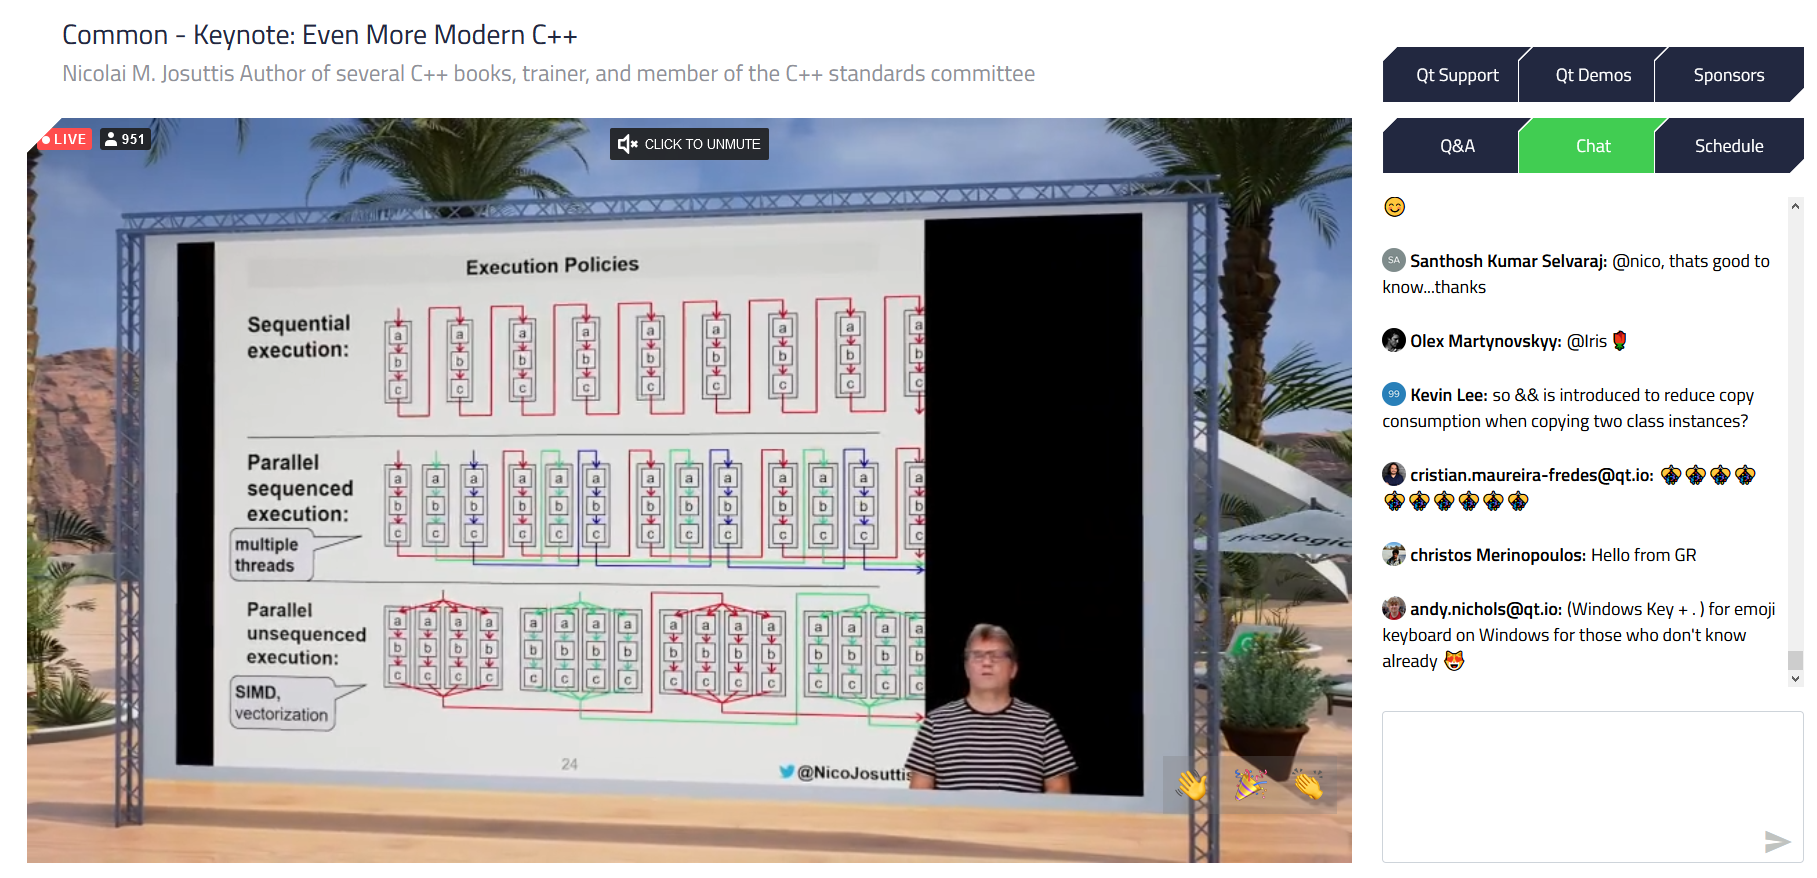 Common - Keynote: Even More Modern C++
Nicolai M. Josuttis Author of several C++ books, trainer, and member of the C++ standards committee
Qt Support
Qt Demos
Sponsors
LIVE
951
CLICK TO UNMUTE
Q&A
Chat
Schedule
Execution Policies
Sequential
execution:
a a a a a a a a a
b b b b b b b b b
c c c c c c c c c
Parallel
sequenced
execution:
multiple
threads
a a a a a a a a a a a a a
b b b b b b b b b b b b b
c c c c c c c c c c c c c
Parallel
unsequenced
execution:
SIMD,
vectorization
a a a a a a a a a a a a a a a a
b b b b b b b b b b b b b b b b
c c c c c c c c c c c c c c c c
24
@NicoJosuttis
froglogic
😊
SA Santhosh Kumar Selvaraj: @nico, thats good to
know...thanks
Olex Martynovskyy: @Iris 🌹
99 Kevin Lee: so && is introduced to reduce copy
consumption when copying two class instances?
cristian.maureira-fredes@qt.io:
christos Merinopoulos: Hello from GR
andy.nichols@qt.io: (Windows Key + . ) for emoji
keyboard on Windows for those who don't know
already 😻